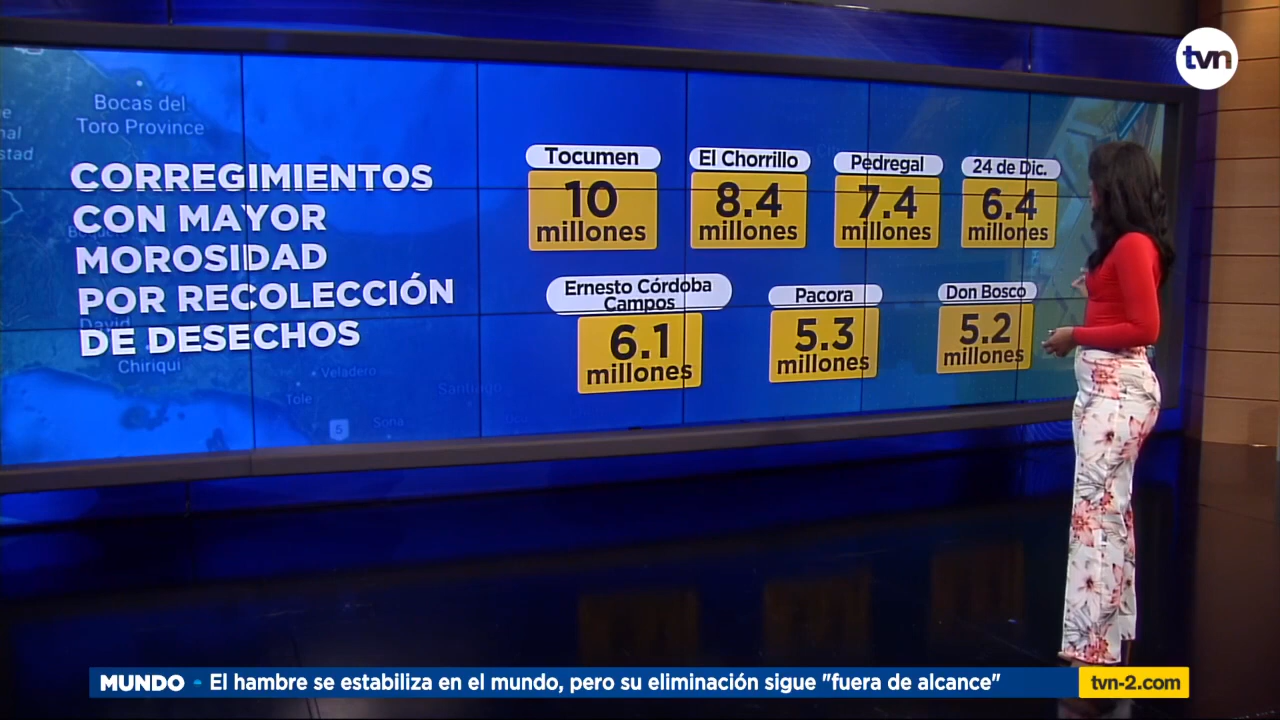 tvn
Bocas del
Toro Province
CORREGIMIENTOS
CON MAYOR
MOROSIDAD
POR RECOLECCIÓN
DE DESECHOS
David
Chiriqui
Veladero
Tole
Santiago
5
Sona
Tocumen
10
millones
El Chorrillo
8.4
millones
Pedregal
7.4
millones
24 de Dic.
6.4
millones
Ernesto Córdoba
Campos
6.1
millones
Pacora
5.3
millones
Don Bosco
5.2
millones
MUNDO - El hambre se estabiliza en el mundo, pero su eliminación sigue "fuera de alcance"
tvn-2.com